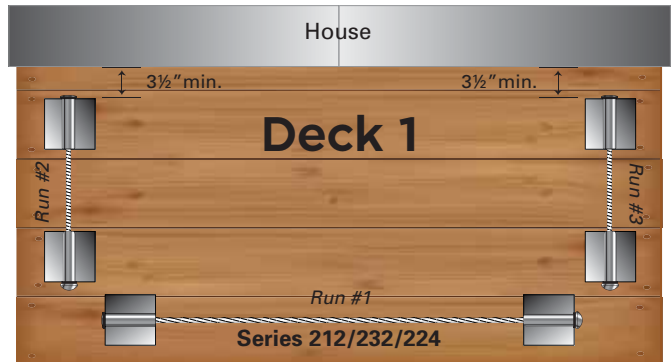 House
3½”min.
3½”min.
Deck 1
Run #2
Run #3
Run #1
Series 212/232/224